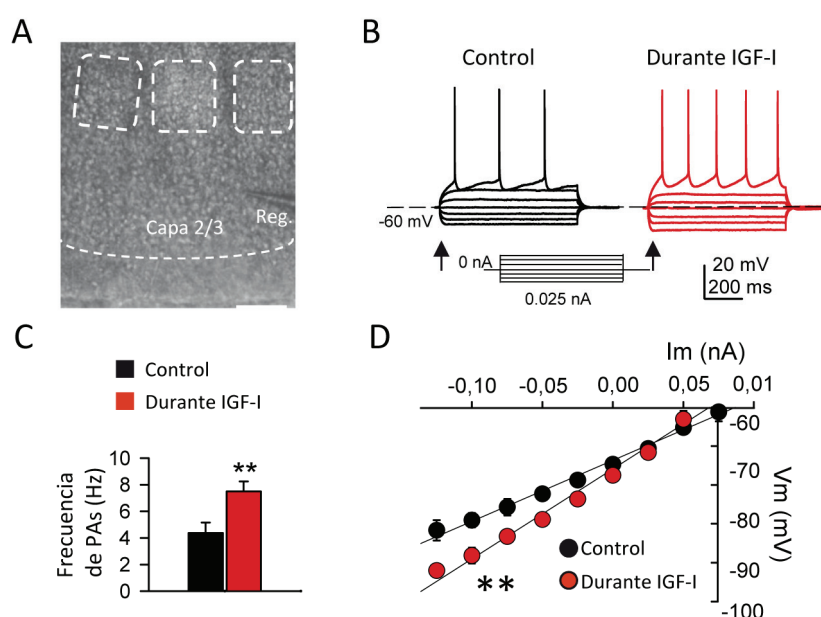 A
Capa 2/3
Reg.
B
Control
Durante IGF-I
-60 mV
0 nA
0.025 nA
20 mV
200 ms
C
Control
Durante IGF-I
Frecuencia
de PAs (Hz)
10
8
6
4
2
0
**
D
Im (nA)
-0,10
-0,05
0,00
0,05
0,01
-60
-70
-80
-90
-100
Vm (mV)
Control
Durante IGF-I
**